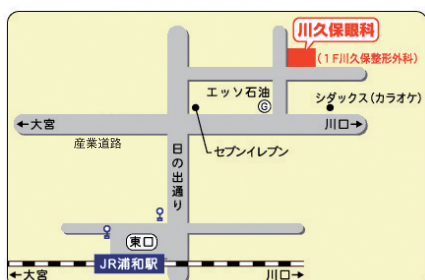 川久保眼科
(1F川久保整形外科)
エッソ石油
G
シダックス(カラオケ)
←大宮
川口→
産業道路
セブンイレブン
日の出通り
東口
JR浦和駅
←大宮
川口→